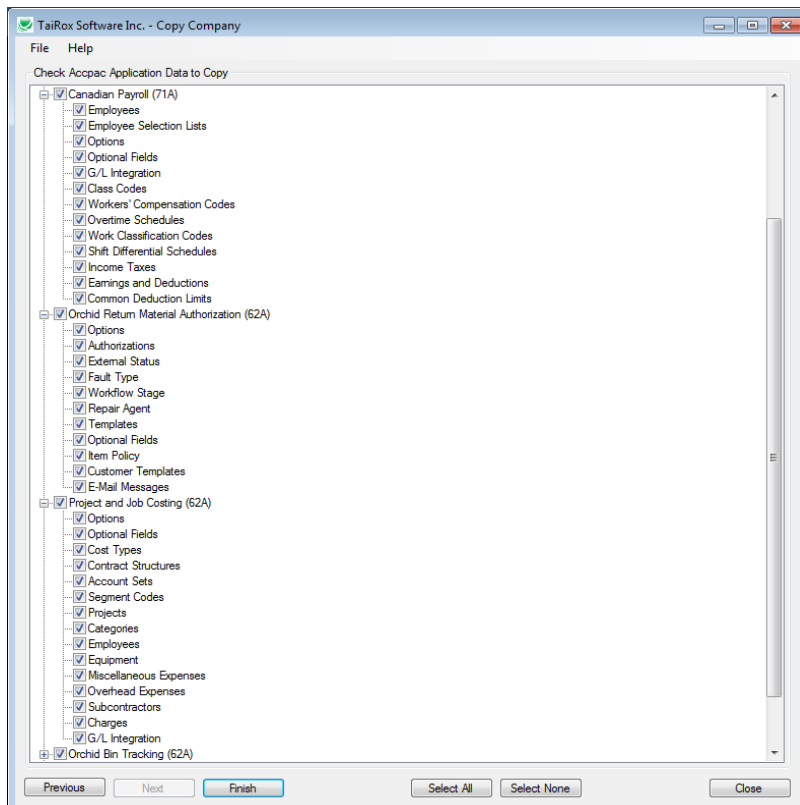 TaiRox Software Inc. - Copy Company
File Help
Check Accpac Application Data to Copy
Canadian Payroll (71A)
Employees
Employee Selection Lists
Options
Optional Fields
G/L Integration
Class Codes
Workers' Compensation Codes
Overtime Schedules
Work Classification Codes
Shift Differential Schedules
Income Taxes
Earnings and Deductions
Common Deduction Limits
Orchid Return Material Authorization (62A)
Options
Authorizations
External Status
Fault Type
Workflow Stage
Repair Agent
Templates
Optional Fields
Item Policy
Customer Templates
E-Mail Messages
Project and Job Costing (62A)
Options
Optional Fields
Cost Types
Contract Structures
Account Sets
Segment Codes
Projects
Categories
Employees
Equipment
Miscellaneous Expenses
Overhead Expenses
Subcontractors
Charges
G/L Integration
Orchid Bin Tracking (62A)
Previous Next Finish Select All Select None Close